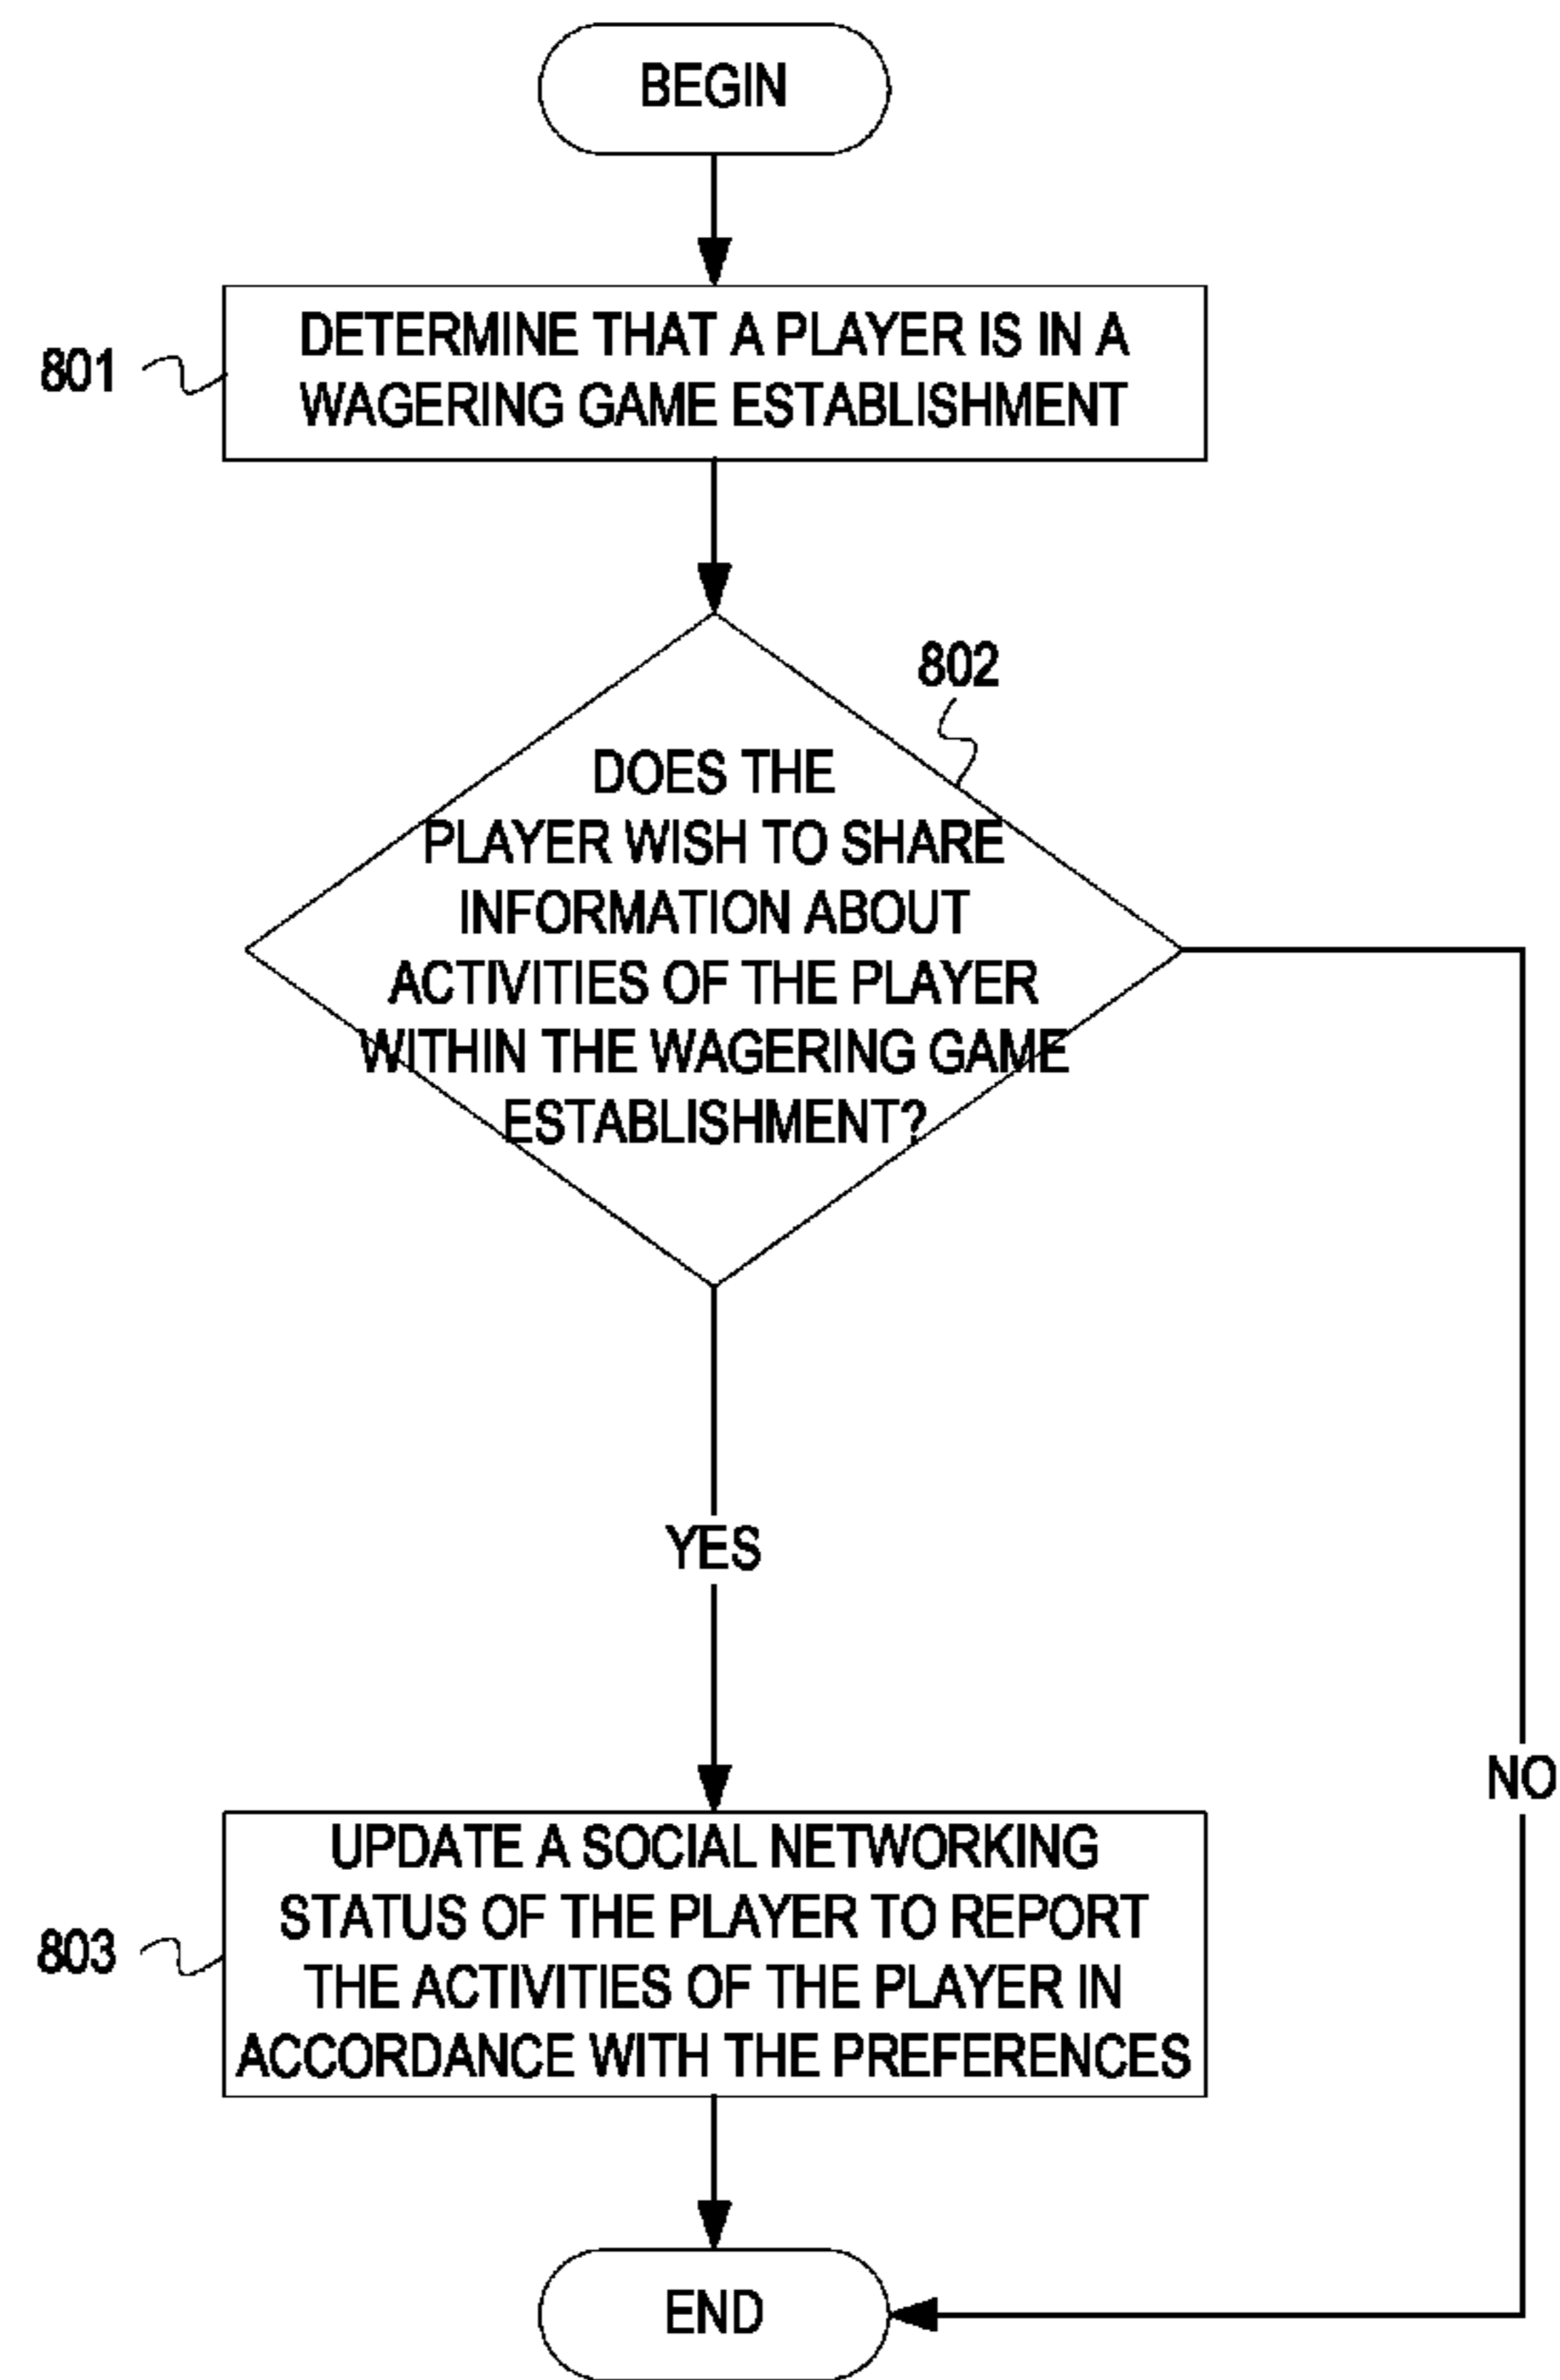 BEGIN
801
DETERMINE THAT A PLAYER IS IN A
WAGERING GAME ESTABLISHMENT
802
DOES THE
PLAYER WISH TO SHARE
INFORMATION ABOUT
ACTIVITIES OF THE PLAYER
WITHIN THE WAGERING GAME
ESTABLISHMENT?
YES
NO
803
UPDATE A SOCIAL NETWORKING
STATUS OF THE PLAYER TO REPORT
THE ACTIVITIES OF THE PLAYER IN
ACCORDANCE WITH THE PREFERENCES
END